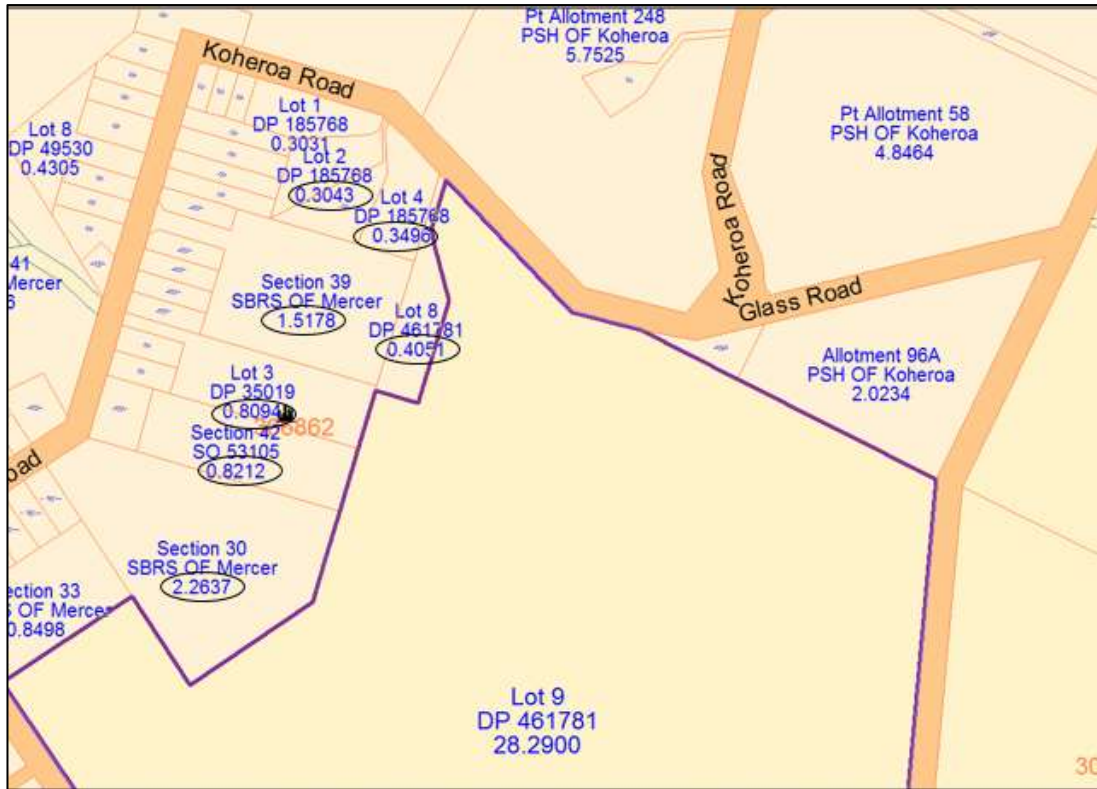 Pt Allotment 248
PSH OF Koheroa
5.7525
Koheroa Road
Lot 1
DP 185768
0.3031
Lot 2
DP 185768
0.3043
Lot 4
DP 185768
0.3496
Lot 8
DP 49530
0.4305
Pt Allotment 58
PSH OF Koheroa
4.8464
Koheroa Road
Glass Road
41
Mercer
6
Section 39
SBRS OF Mercer
1.5178
Lot 8
DP 461781
0.4051
Allotment 96A
PSH OF Koheroa
2.0234
Lot 3
DP 35019
0.8094
Section 42
SO 53105
0.8212
oad
Section 30
SBRS OF Mercer
2.2637
ection 33
S OF Mercer
0.8498
Lot 9
DP 461781
28.2900
30